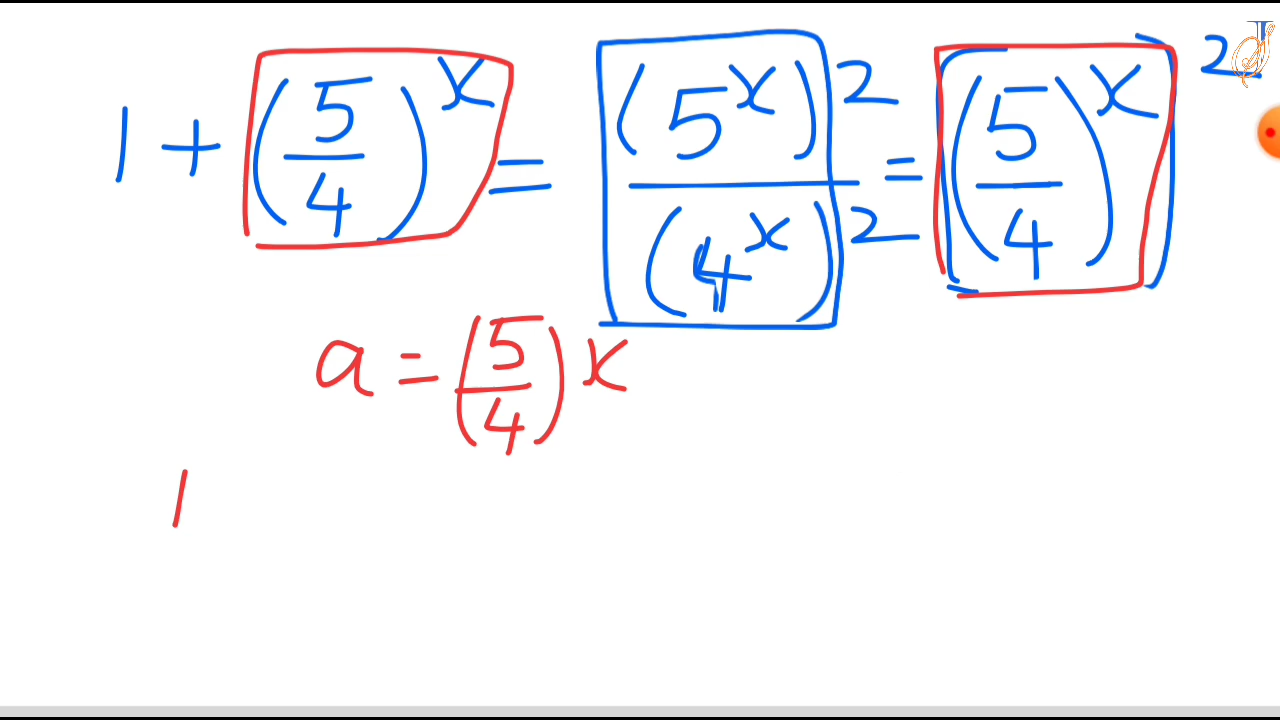 1 + (5/4)^x = (5^x)^2/(4^x)^2 = [(5/4)^x]^2
a = (5/4)^x
1